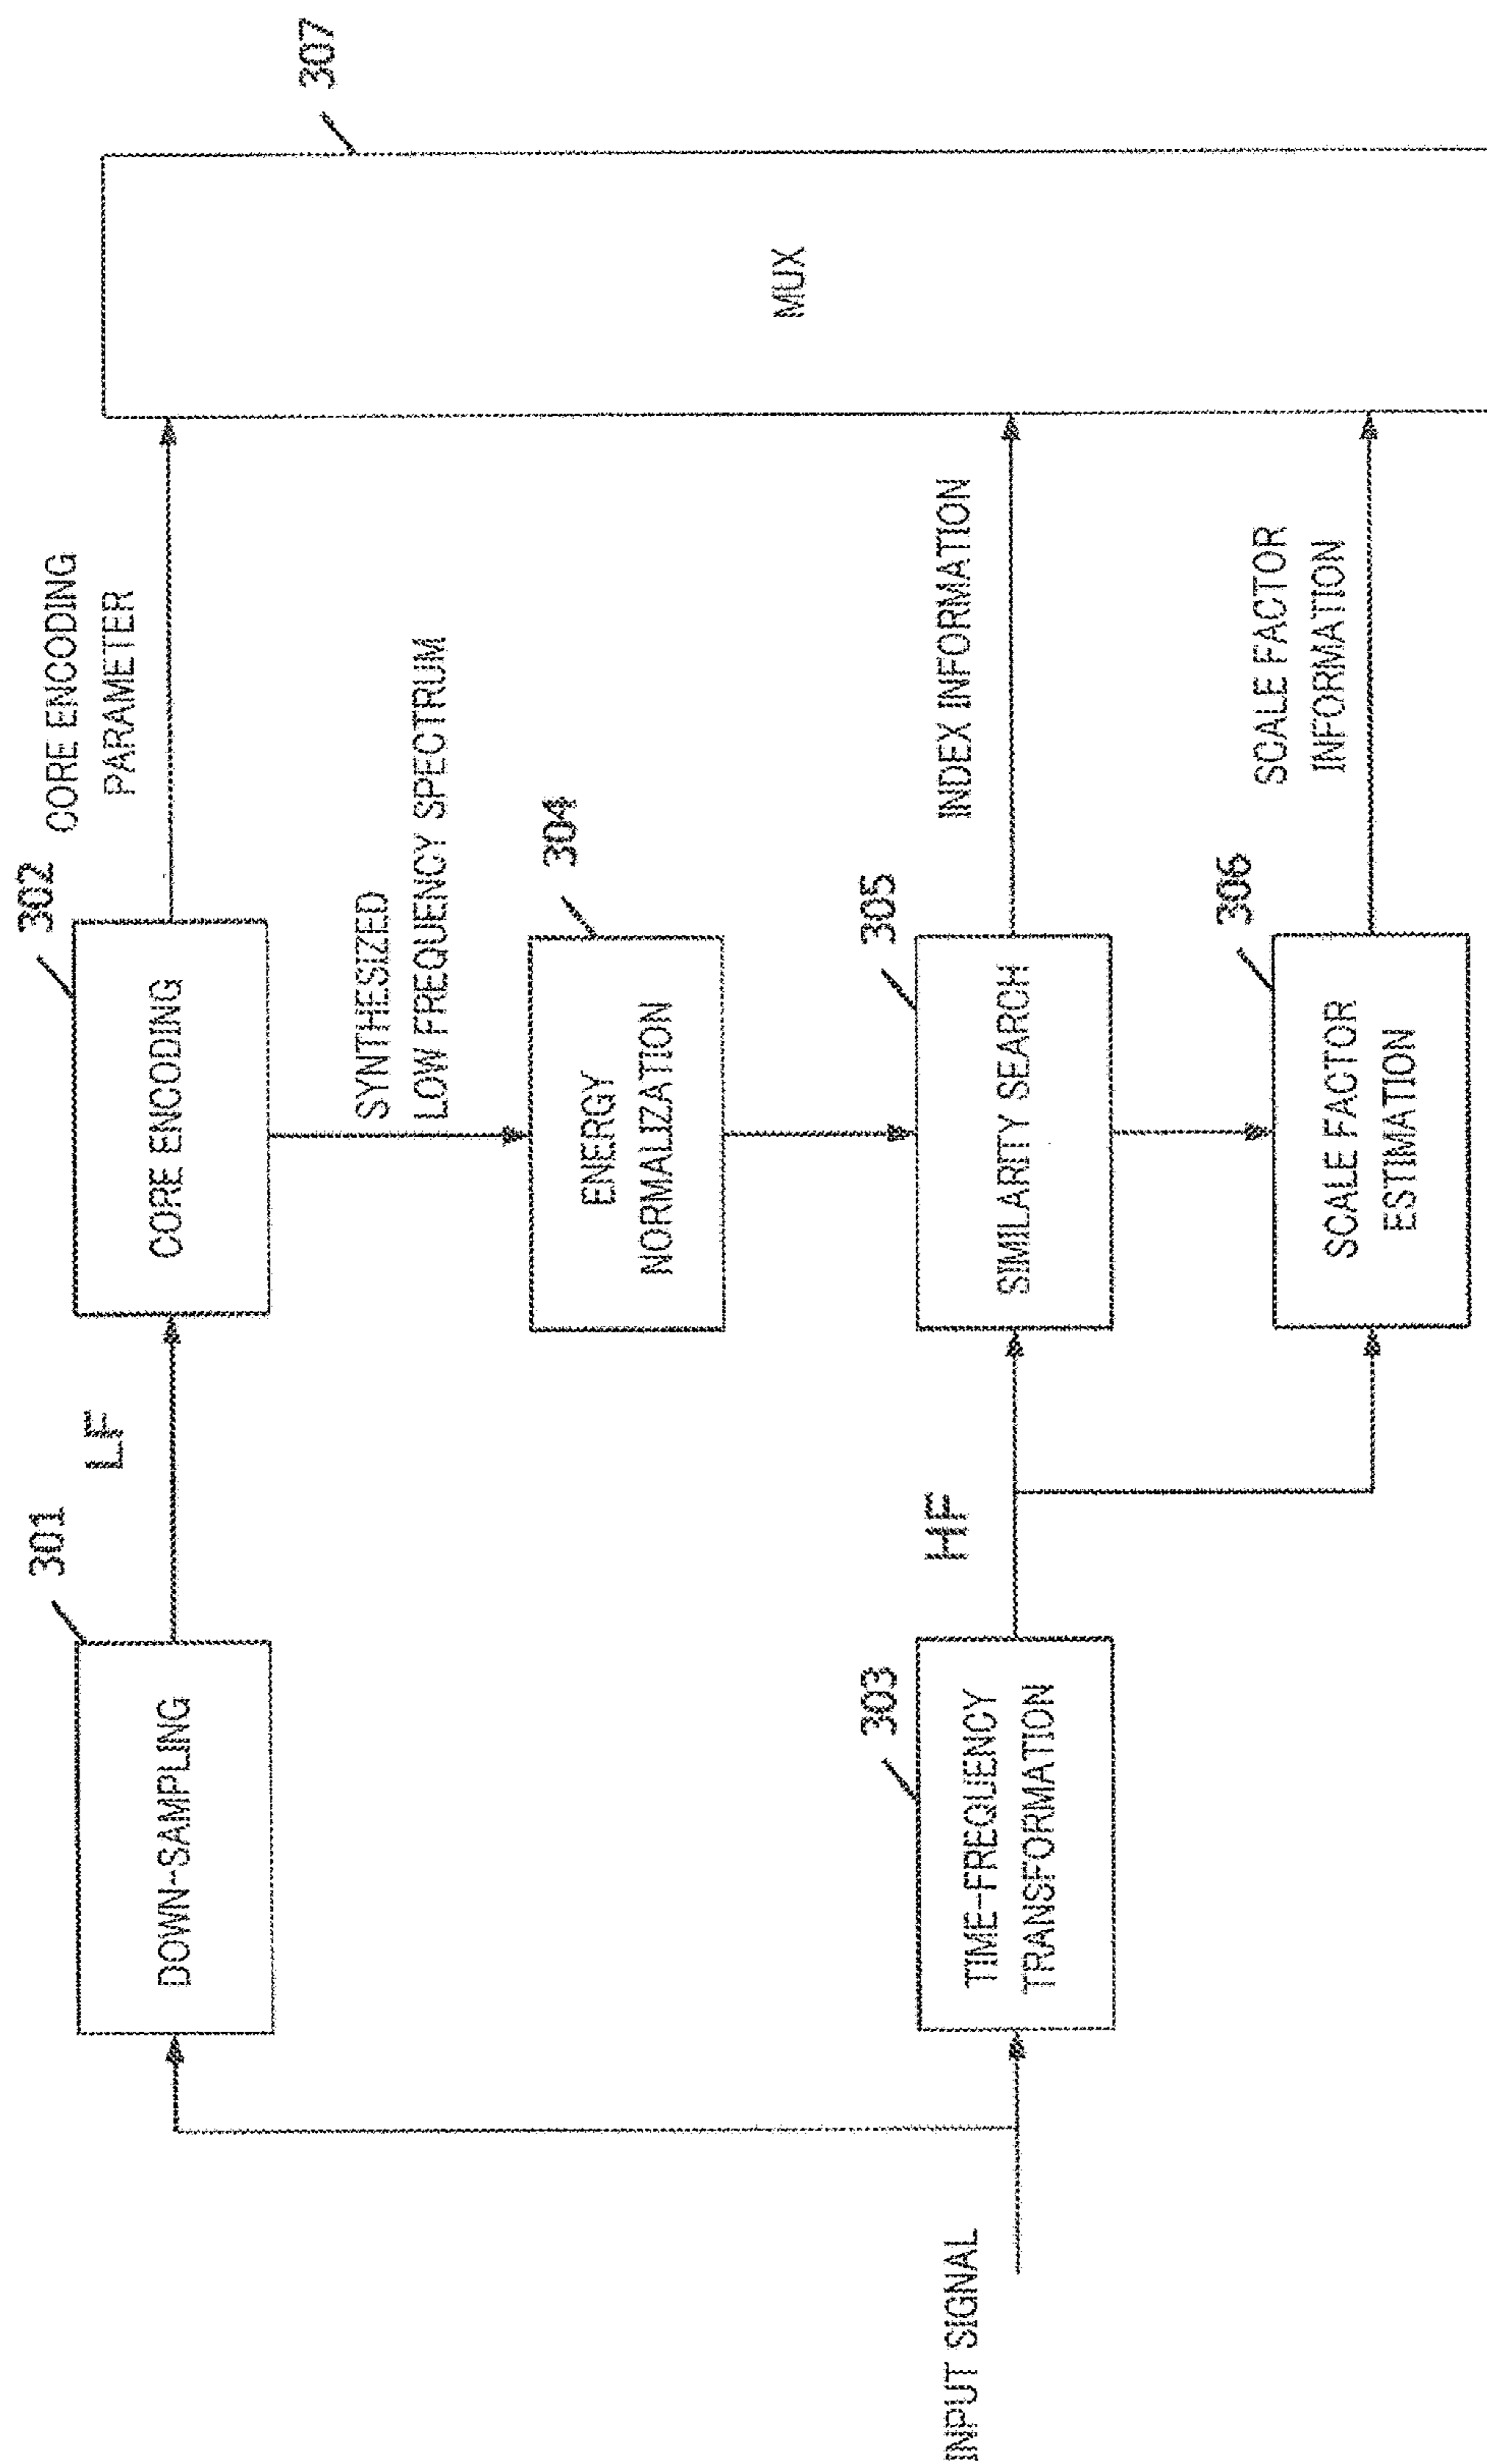 INPUT SIGNAL
301
DOWN-SAMPLING
LF
302
CORE ENCODING
CORE ENCODING
PARAMETER
SYNTHESIZED
LOW FREQUENCY SPECTRUM
304
ENERGY
NORMALIZATION
303
TIME-FREQUENCY
TRANSFORMATION
HF
305
SIMILARITY SEARCH
INDEX INFORMATION
306
SCALE FACTOR
ESTIMATION
SCALE FACTOR
INFORMATION
307
MUX